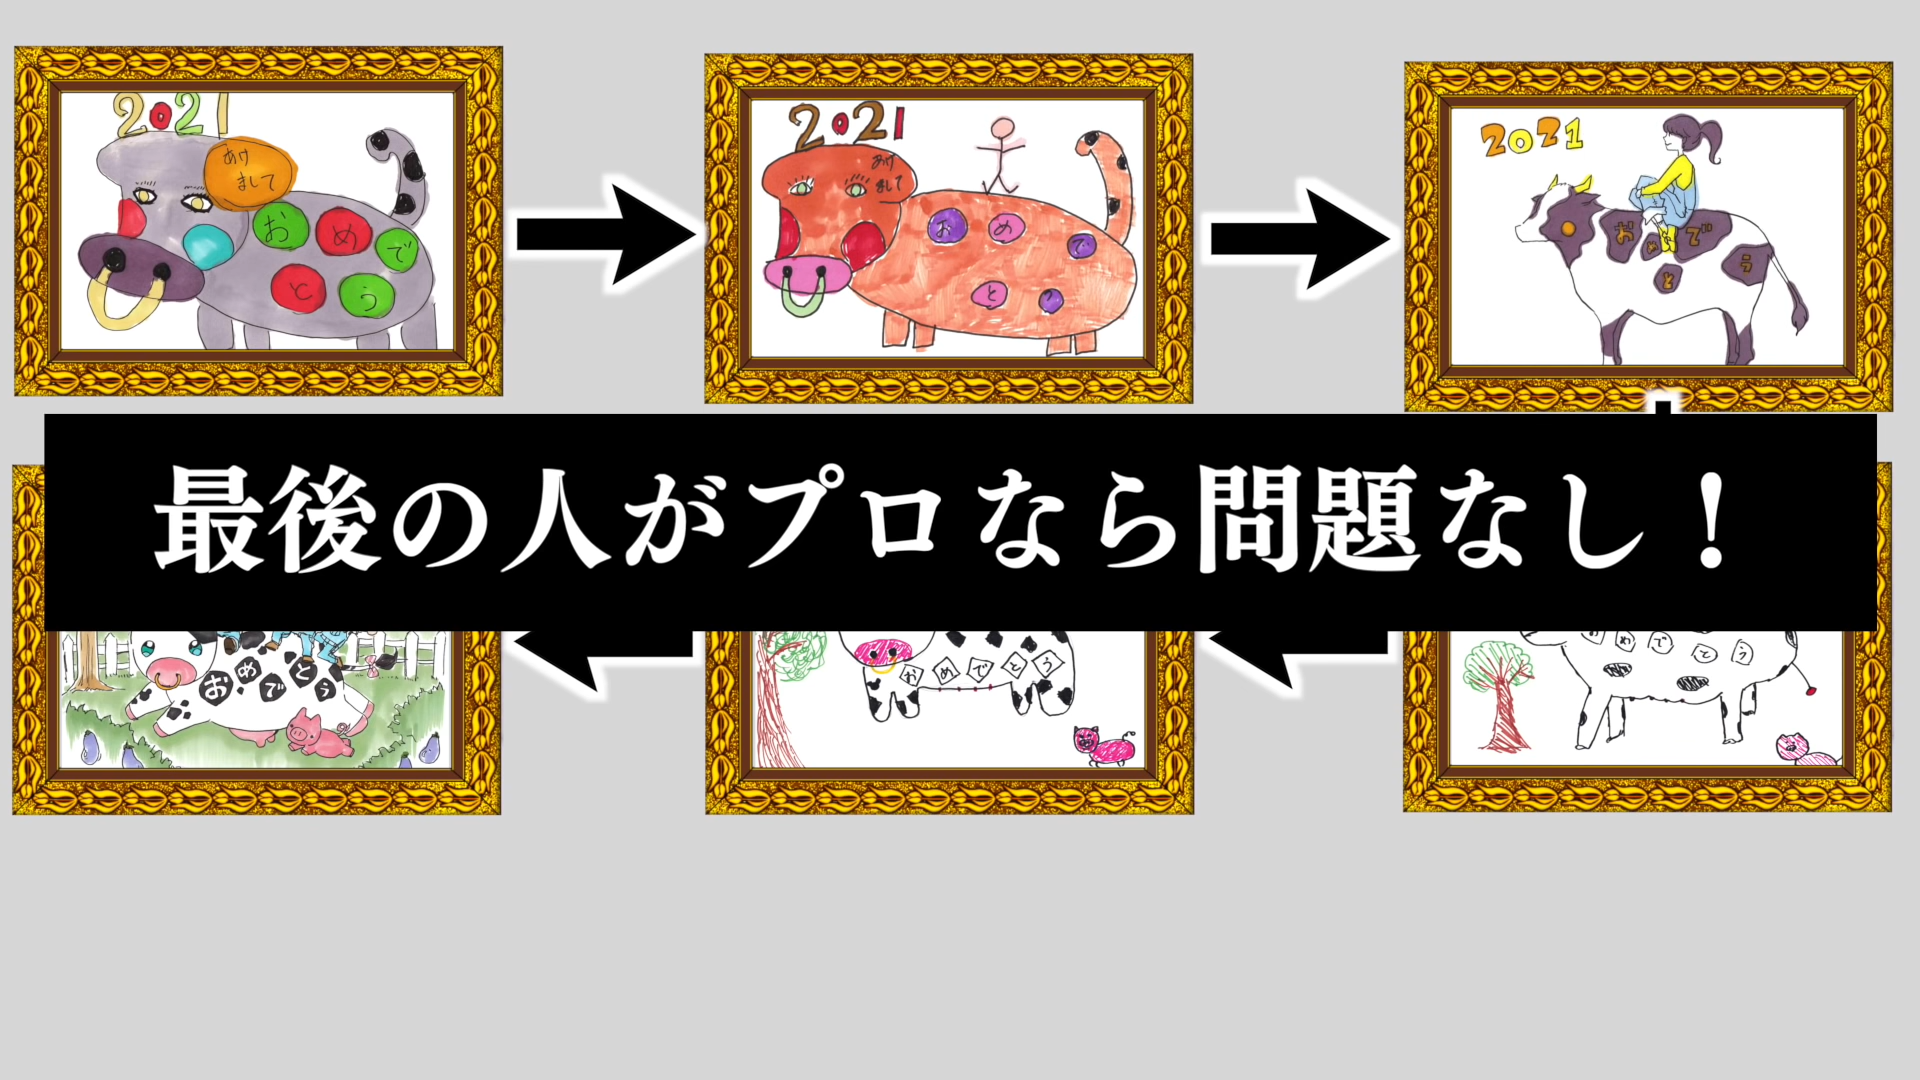 2021
あけ
まして
おめで
とう
2021
あけ
まして
おめで
とう
2021
おめで
とう
最後の人がプロなら問題なし！
おめでとう
おめでとう
おめでとう